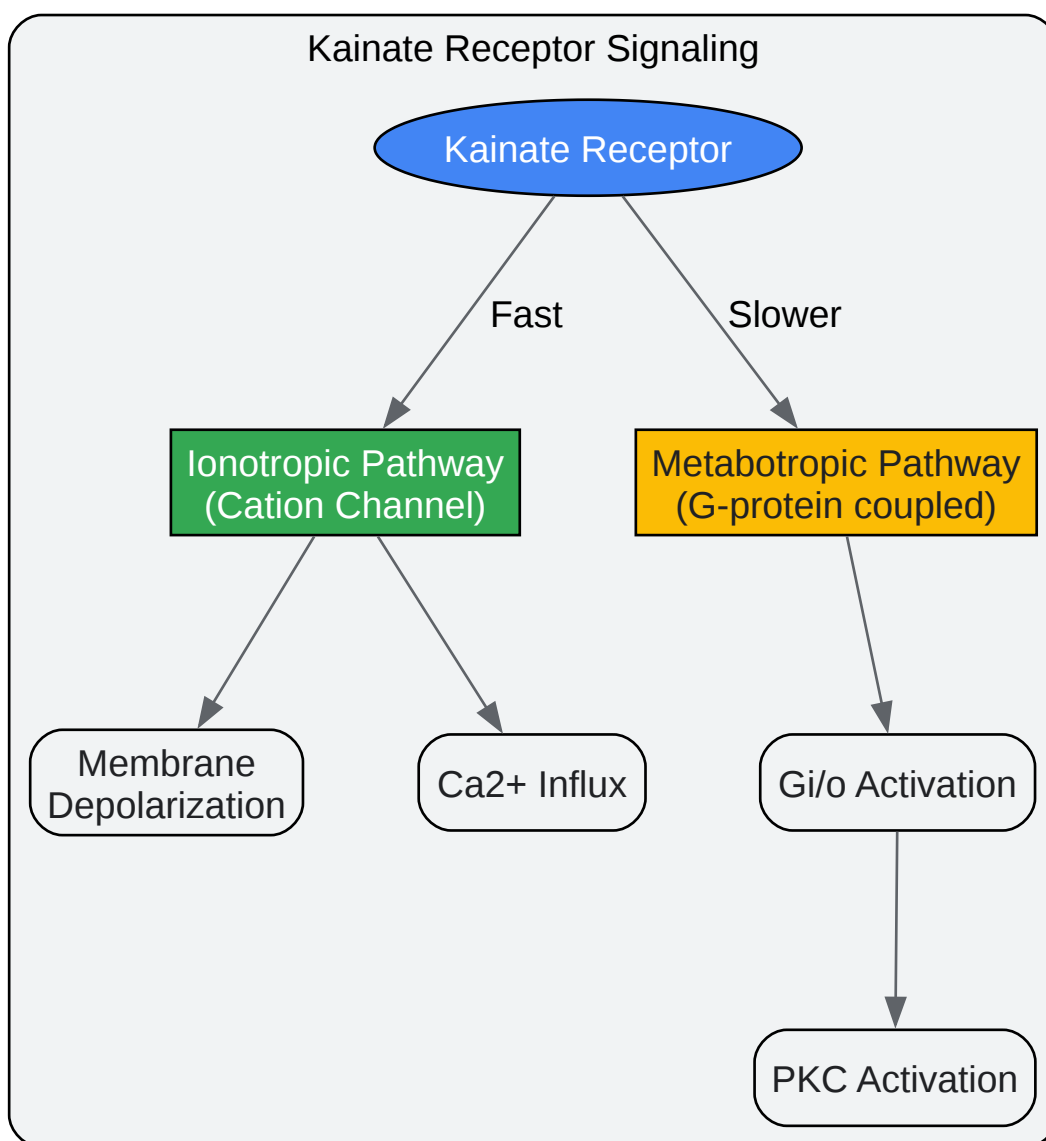 Kainate Receptor Signaling
Kainate Receptor
Fast
Slower
Ionotropic Pathway
(Cation Channel)
Metabotropic Pathway
(G-protein coupled)
Membrane
Depolarization
Ca2+ Influx
Gi/o Activation
PKC Activation